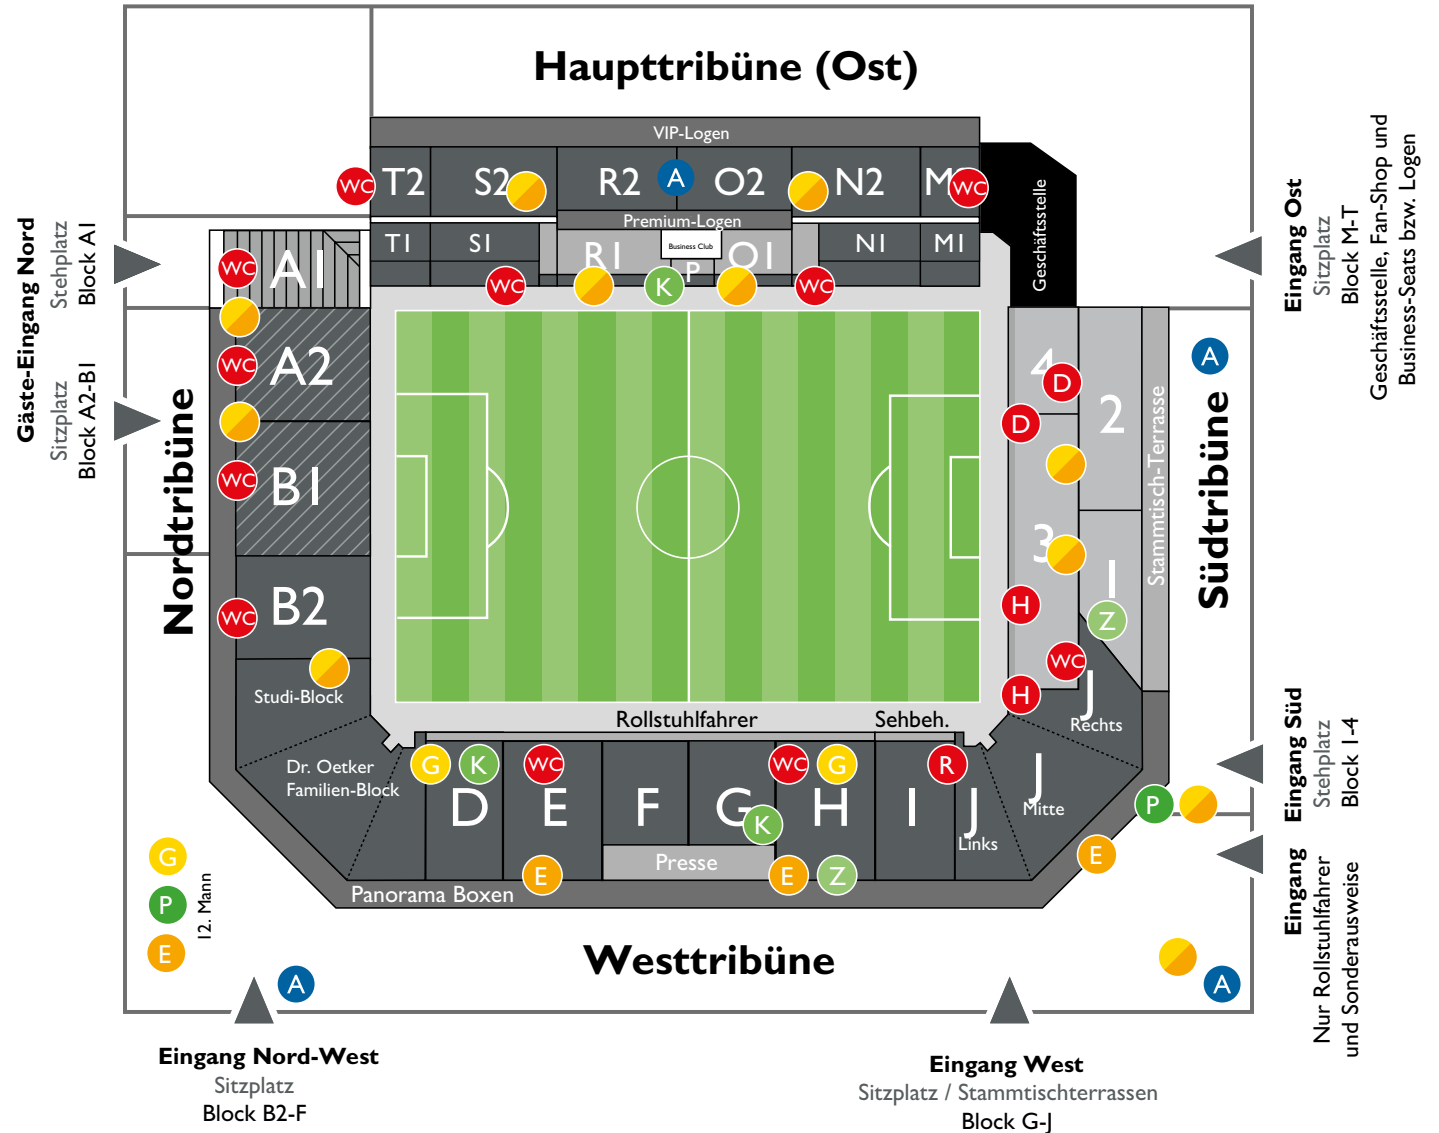 Haupttribüne (Ost)
VIP-Logen
WC
T2
S2
R2
A
O2
N2
M
WC
Premium-Logen
T1
S1
R1
Business Club
P
O1
N1
M1
WC
K
WC
Geschäftsstelle
Gäste-Eingang Nord
Stehplatz
Block A1
Sitzplatz
Block A2-B1
Eingang Ost
Sitzplatz
Block M-T
Geschäftsstelle, Fan-Shop und
Business-Seats bzw. Logen
Nordtribüne
WC
A1
WC
A2
WC
B1
WC
B2
Studi-Block
Dr. Oetker
Familien-Block
4
D
D
2
3
1
H
Z
WC
H
Stammtisch-Terrasse
A
Südtribüne
J
Rechts
J
Mitte
J
Links
Rollstuhlfahrer
Sehbeh.
G
K
WC
WC
G
R
D
E
F
G
K
H
I
Presse
E
E
Z
Panorama Boxen
P
E
Eingang Süd
Stehplatz
Block 1-4
Eingang
Nur Rollstuhlfahrer
und Sonderausweise
G
P
E
12. Mann
Westtribüne
A
A
Eingang Nord-West
Sitzplatz
Block B2-F
Eingang West
Sitzplatz / Stammtischterrassen
Block G-J